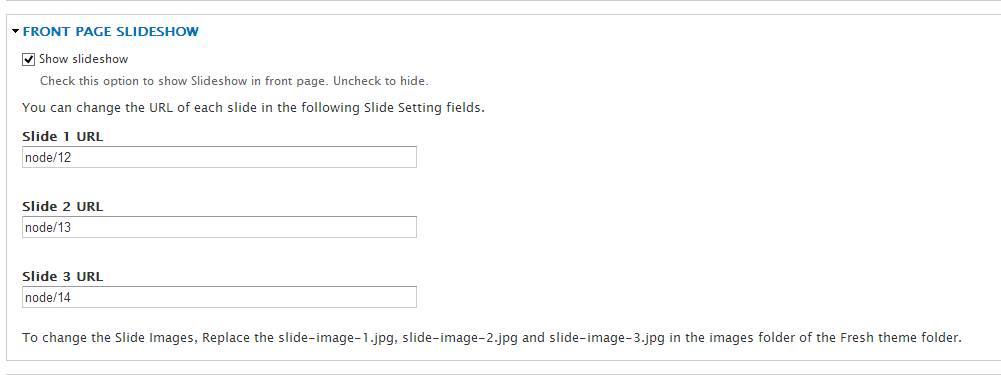 FRONT PAGE SLIDESHOW
Show slideshow
Check this option to show Slideshow in front page. Uncheck to hide.
You can change the URL of each slide in the following Slide Setting fields.
Slide 1 URL
node/12
Slide 2 URL
node/13
Slide 3 URL
node/14
To change the Slide Images, Replace the slide-image-1.jpg, slide-image-2.jpg and slide-image-3.jpg in the images folder of the Fresh theme folder.